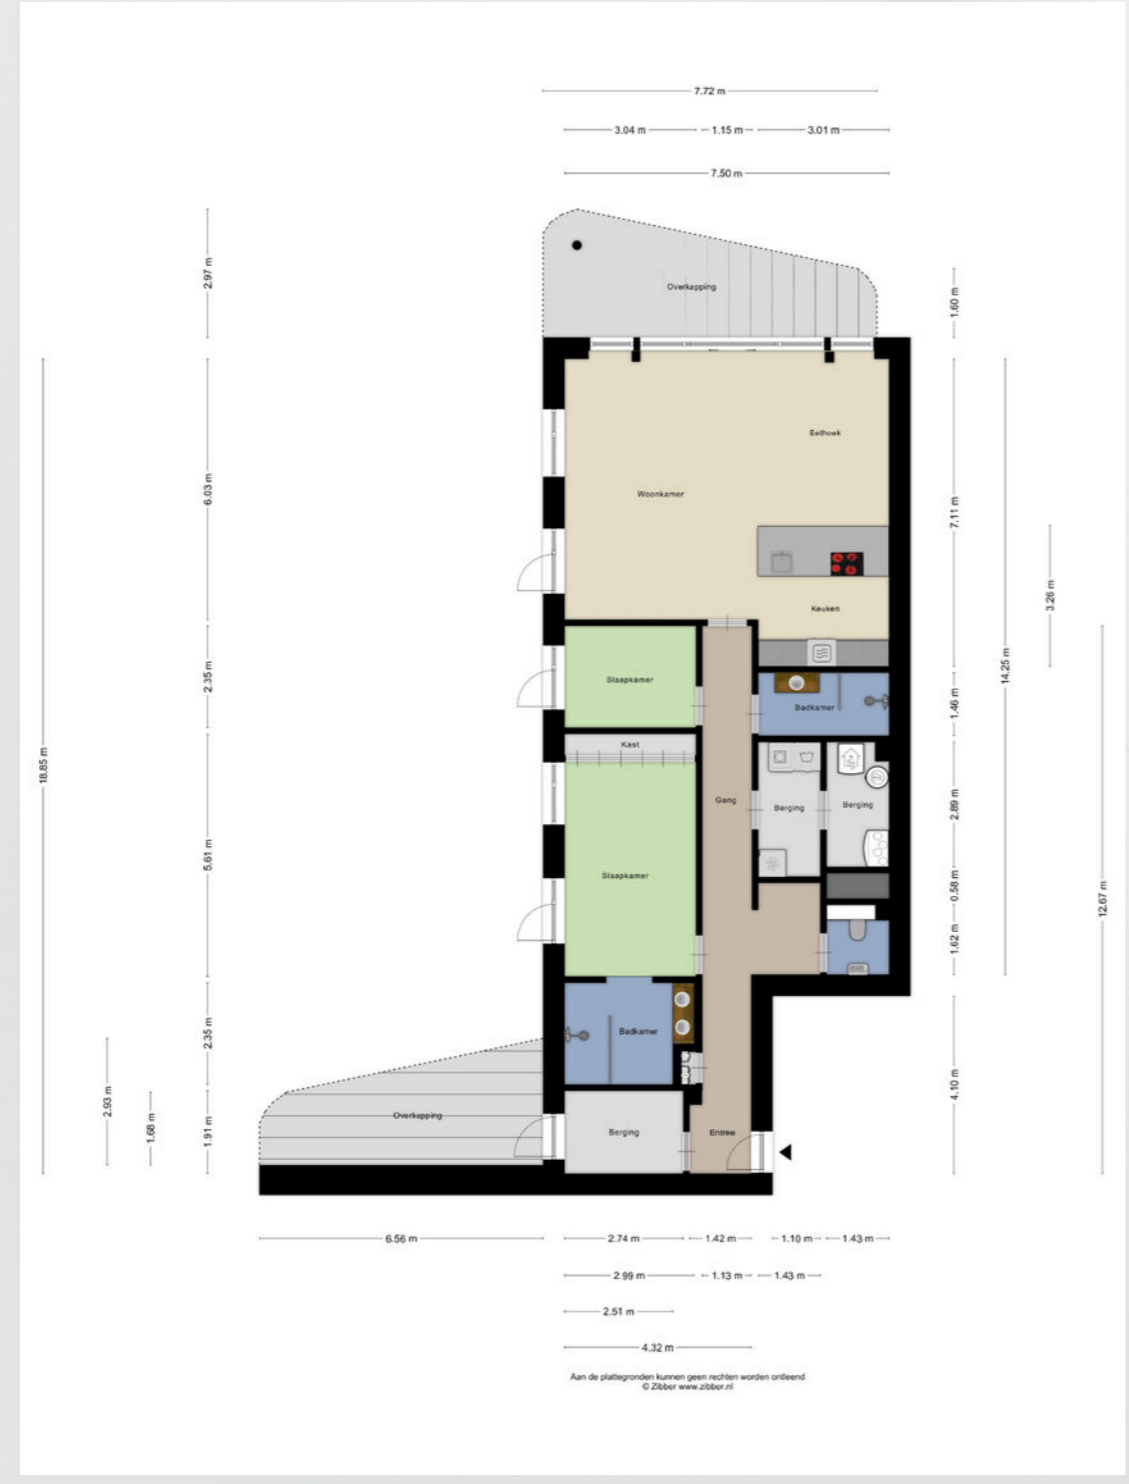 7.72 m
3.04 m
1.15 m
3.01 m
7.50 m
2.97 m
Overkapping
1.60 m
Eethoek
6.03 m
Woonkamer
7.11 m
3.26 m
Keuken
14.25 m
2.35 m
Slaapkamer
Badkamer
1.46 m
Kast
18.85 m
Gang
Berging
Berging
2.89 m
5.61 m
Slaapkamer
0.58 m
12.67 m
1.62 m
2.35 m
Badkamer
4.10 m
2.93 m
1.68 m
1.91 m
Overkapping
Berging
Entree
6.56 m
2.74 m
1.42 m
1.10 m
1.43 m
2.99 m
1.13 m
1.43 m
2.51 m
4.32 m
Aan de plattegronden kunnen geen rechten worden ontleend
© Zibber www.zibber.nl